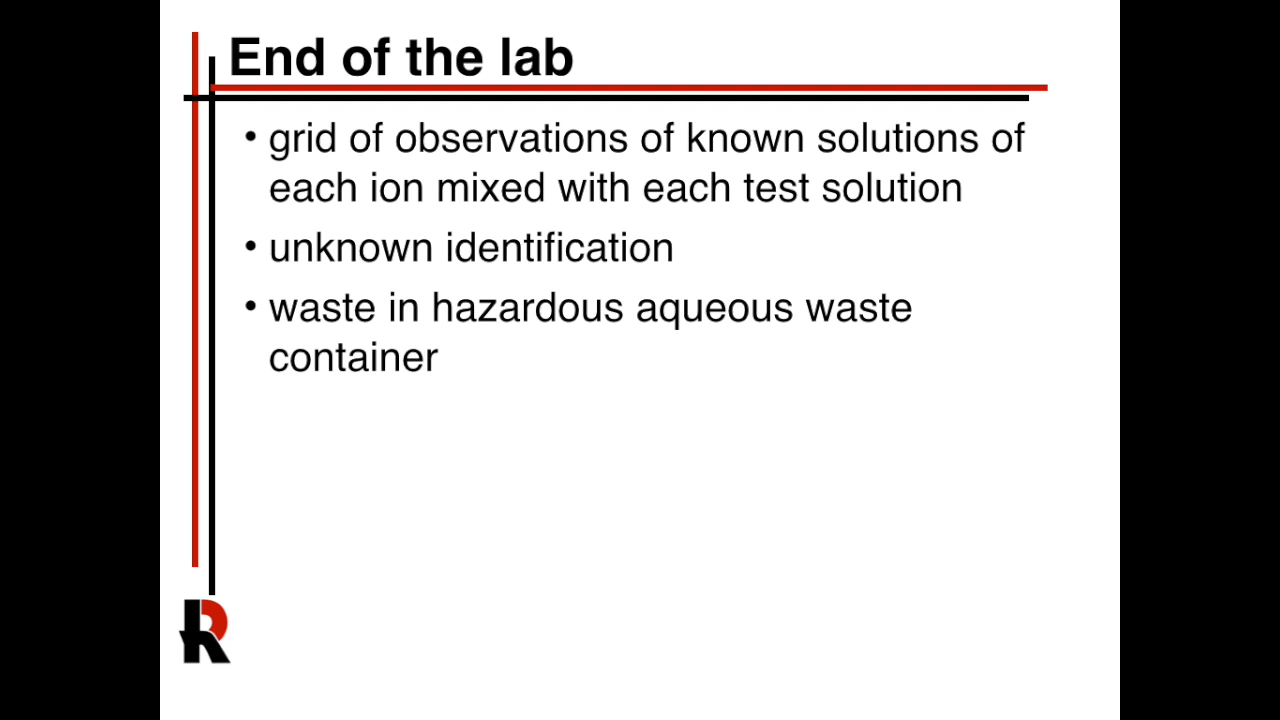 End of the lab
• grid of observations of known solutions of
each ion mixed with each test solution
• unknown identification
• waste in hazardous aqueous waste
container